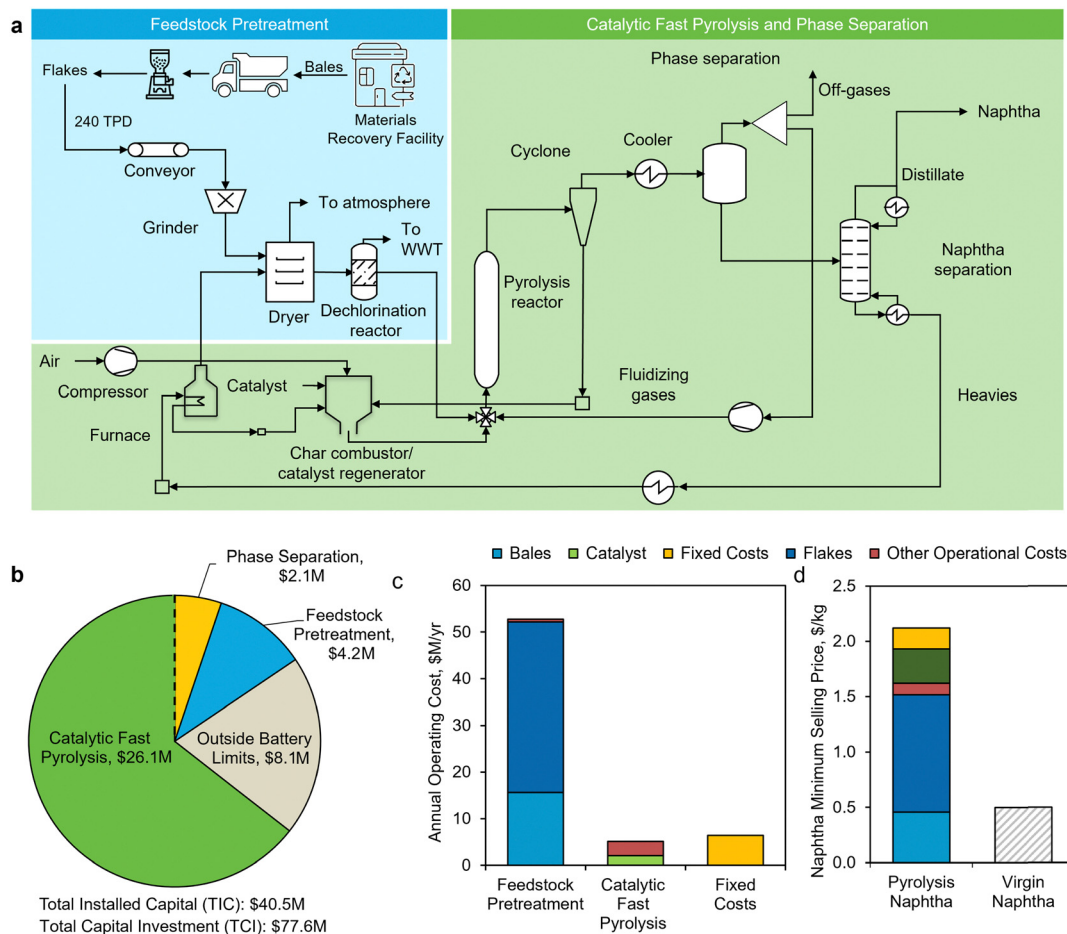 a
Feedstock Pretreatment
Catalytic Fast Pyrolysis and Phase Separation
Flakes
Bales
Materials
Recovery Facility
240 TPD
Conveyor
Grinder
To atmosphere
To
WWT
Dryer
Dechlorination
reactor
Phase separation
Off-gases
Naphtha
Cyclone
Cooler
Distillate
Pyrolysis
reactor
Naphtha
separation
Air
Compressor
Catalyst
Fluidizing
gases
Heavies
Furnace
Char combustor/
catalyst regenerator
b
Phase Separation,
$2.1M
Feedstock
Pretreatment,
$4.2M
Catalytic Fast
Pyrolysis, $26.1M
Outside Battery
Limits, $8.1M
Total Installed Capital (TIC): $40.5M
Total Capital Investment (TCI): $77.6M
Bales
Catalyst
Fixed Costs
Flakes
Other Operational Costs
c
Annual Operating Cost, $M/yr
60
50
40
30
20
10
0
Feedstock
Pretreatment
Catalytic
Fast
Pyrolysis
Fixed
Costs
d
Naphtha Minimum Selling Price, $/kg
2.5
2.0
1.5
1.0
0.5
0.0
Pyrolysis
Naphtha
Virgin
Naphtha